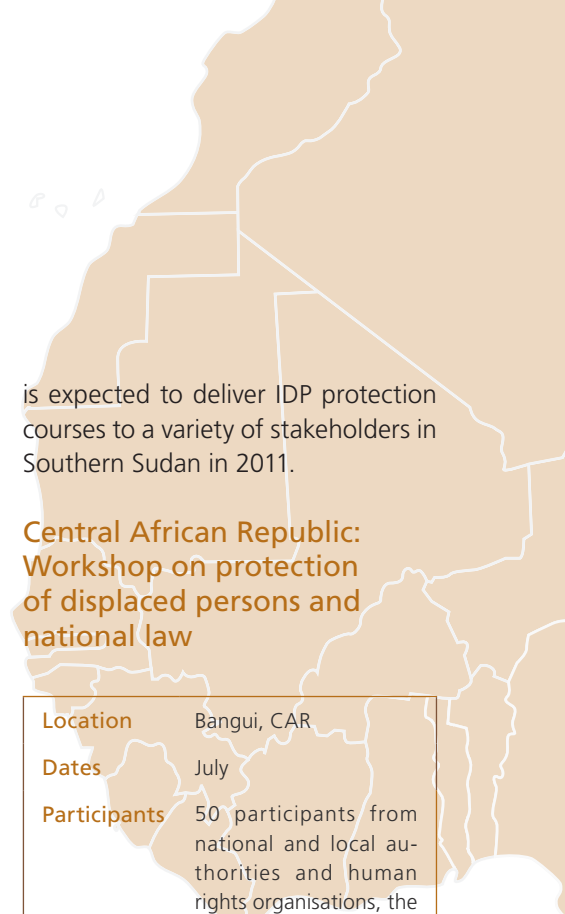 is expected to deliver IDP protection
courses to a variety of stakeholders in
Southern Sudan in 2011.
Central African Republic:
Workshop on protection
of displaced persons and
national law
Location Bangui, CAR
Dates July
Participants 50 participants from
national and local au-
thorities and human
rights organisations, the